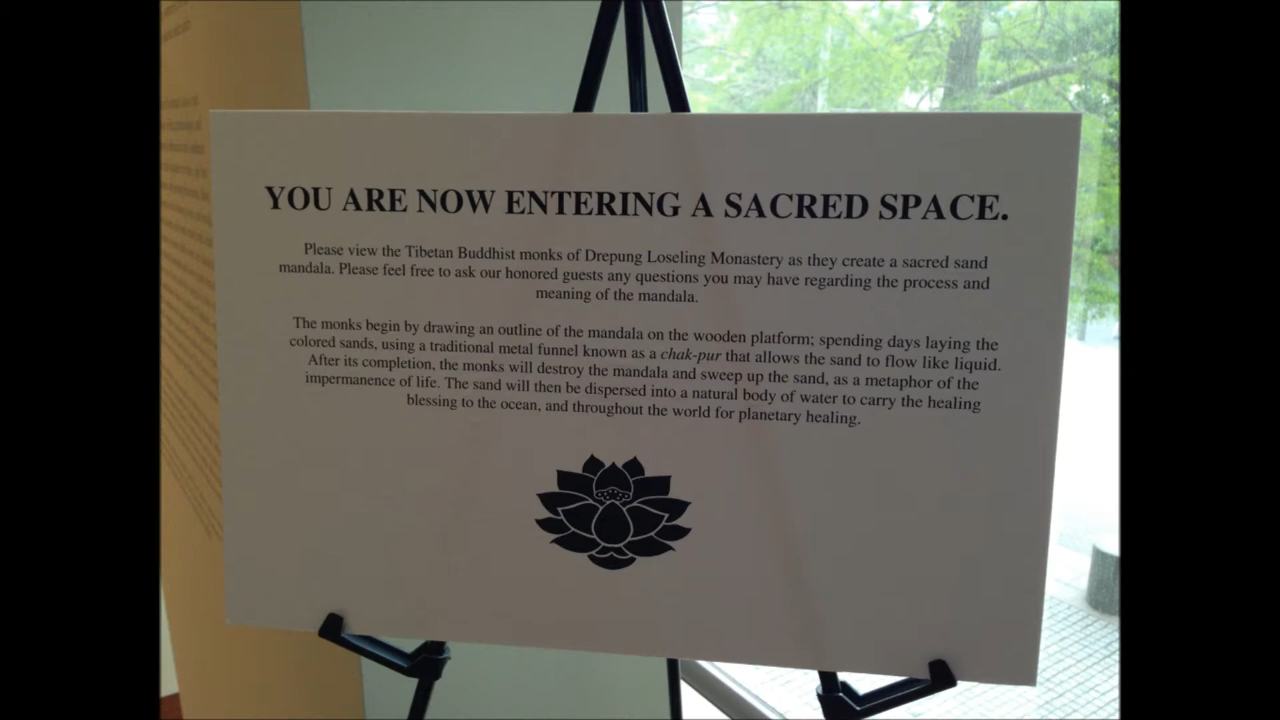 YOU ARE NOW ENTERING A SACRED SPACE.
Please view the Tibetan Buddhist monks of Drepung Loseling Monastery as they create a sacred sand
mandala. Please feel free to ask our honored guests any questions you may have regarding the process and
meaning of the mandala.
The monks begin by drawing an outline of the mandala on the wooden platform; spending days laying the
colored sands, using a traditional metal funnel known as a chak-pur that allows the sand to flow like liquid.
After its completion, the monks will destroy the mandala and sweep up the sand, as a metaphor of the
impermanence of life. The sand will then be dispersed into a natural body of water to carry the healing
blessing to the ocean, and throughout the world for planetary healing.